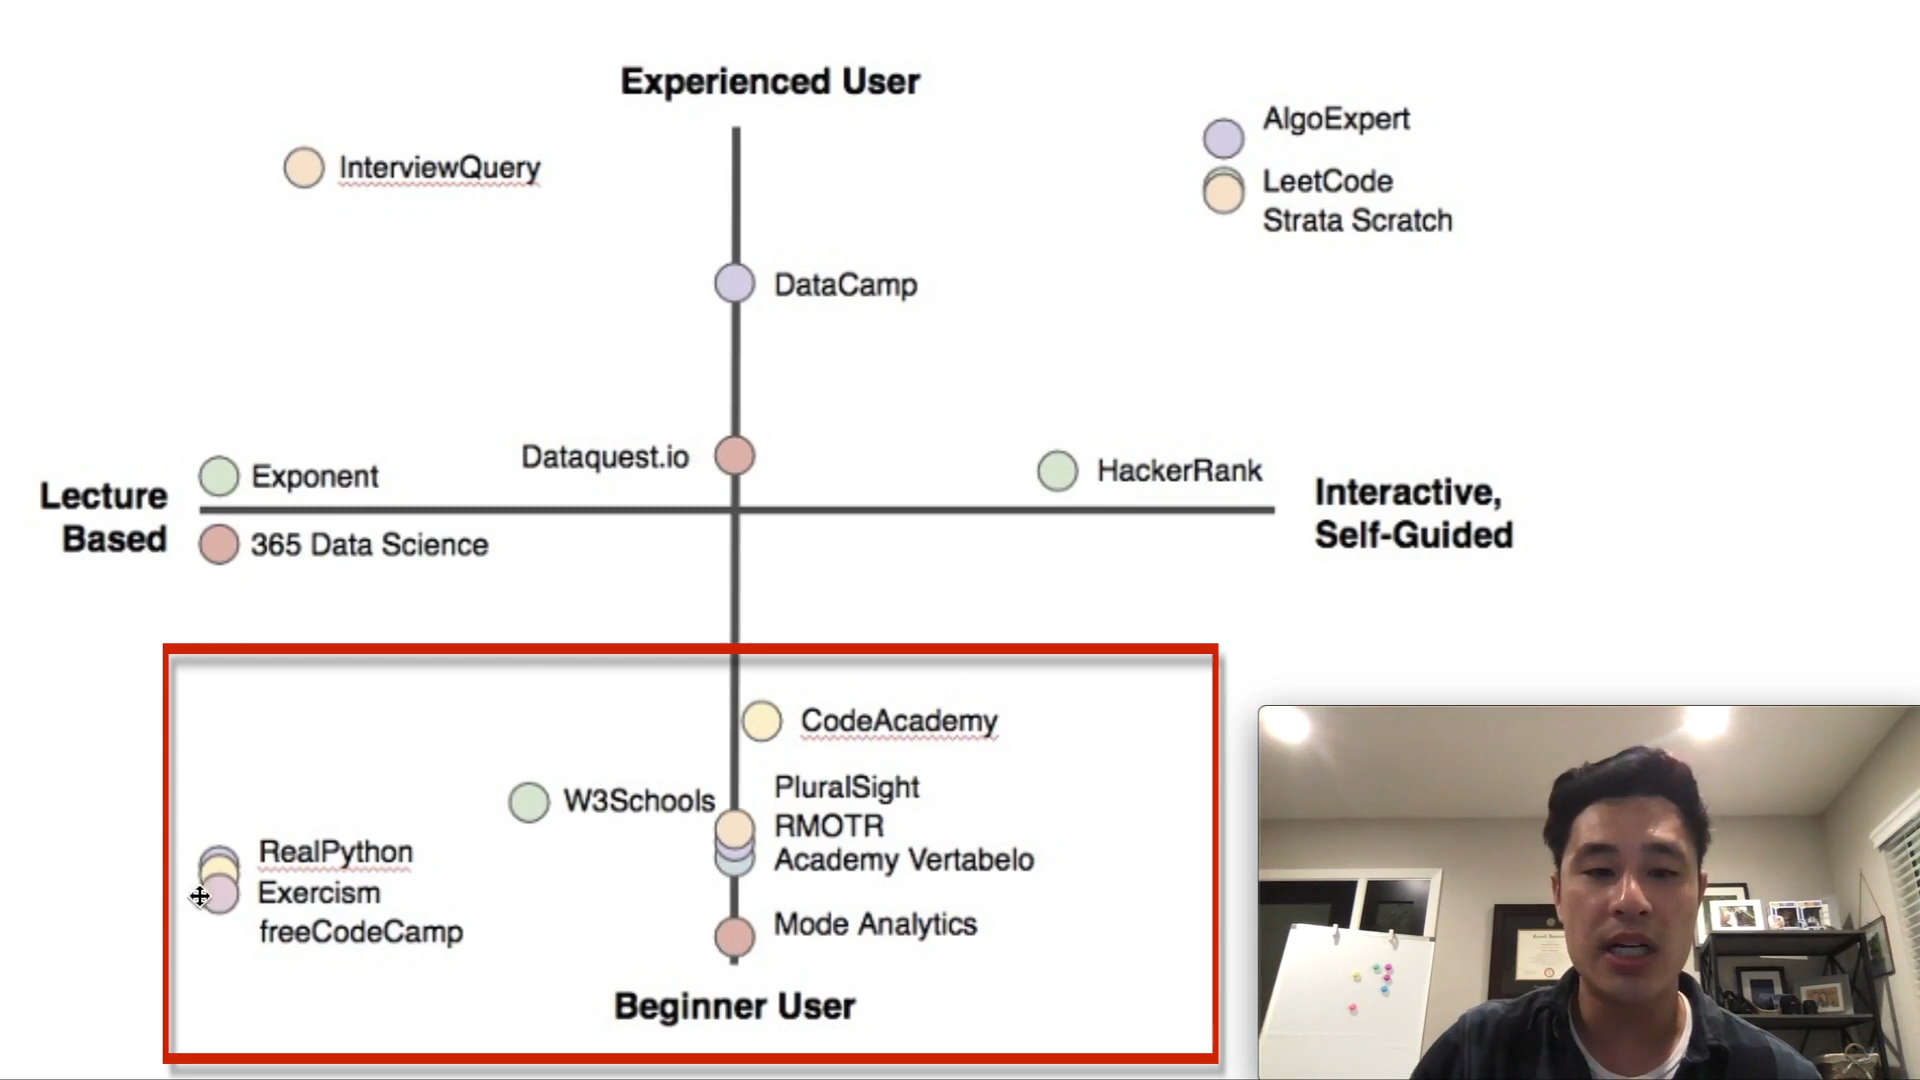 Experienced User
AlgoExpert
InterviewQuery
LeetCode
Strata Scratch
DataCamp
Dataquest.io
HackerRank
Exponent
Lecture
Based
Interactive,
Self-Guided
365 Data Science
CodeAcademy
PluralSight
W3Schools
RMOTR
RealPython
Academy Vertabelo
Exercism
freeCodeCamp
Mode Analytics
Beginner User